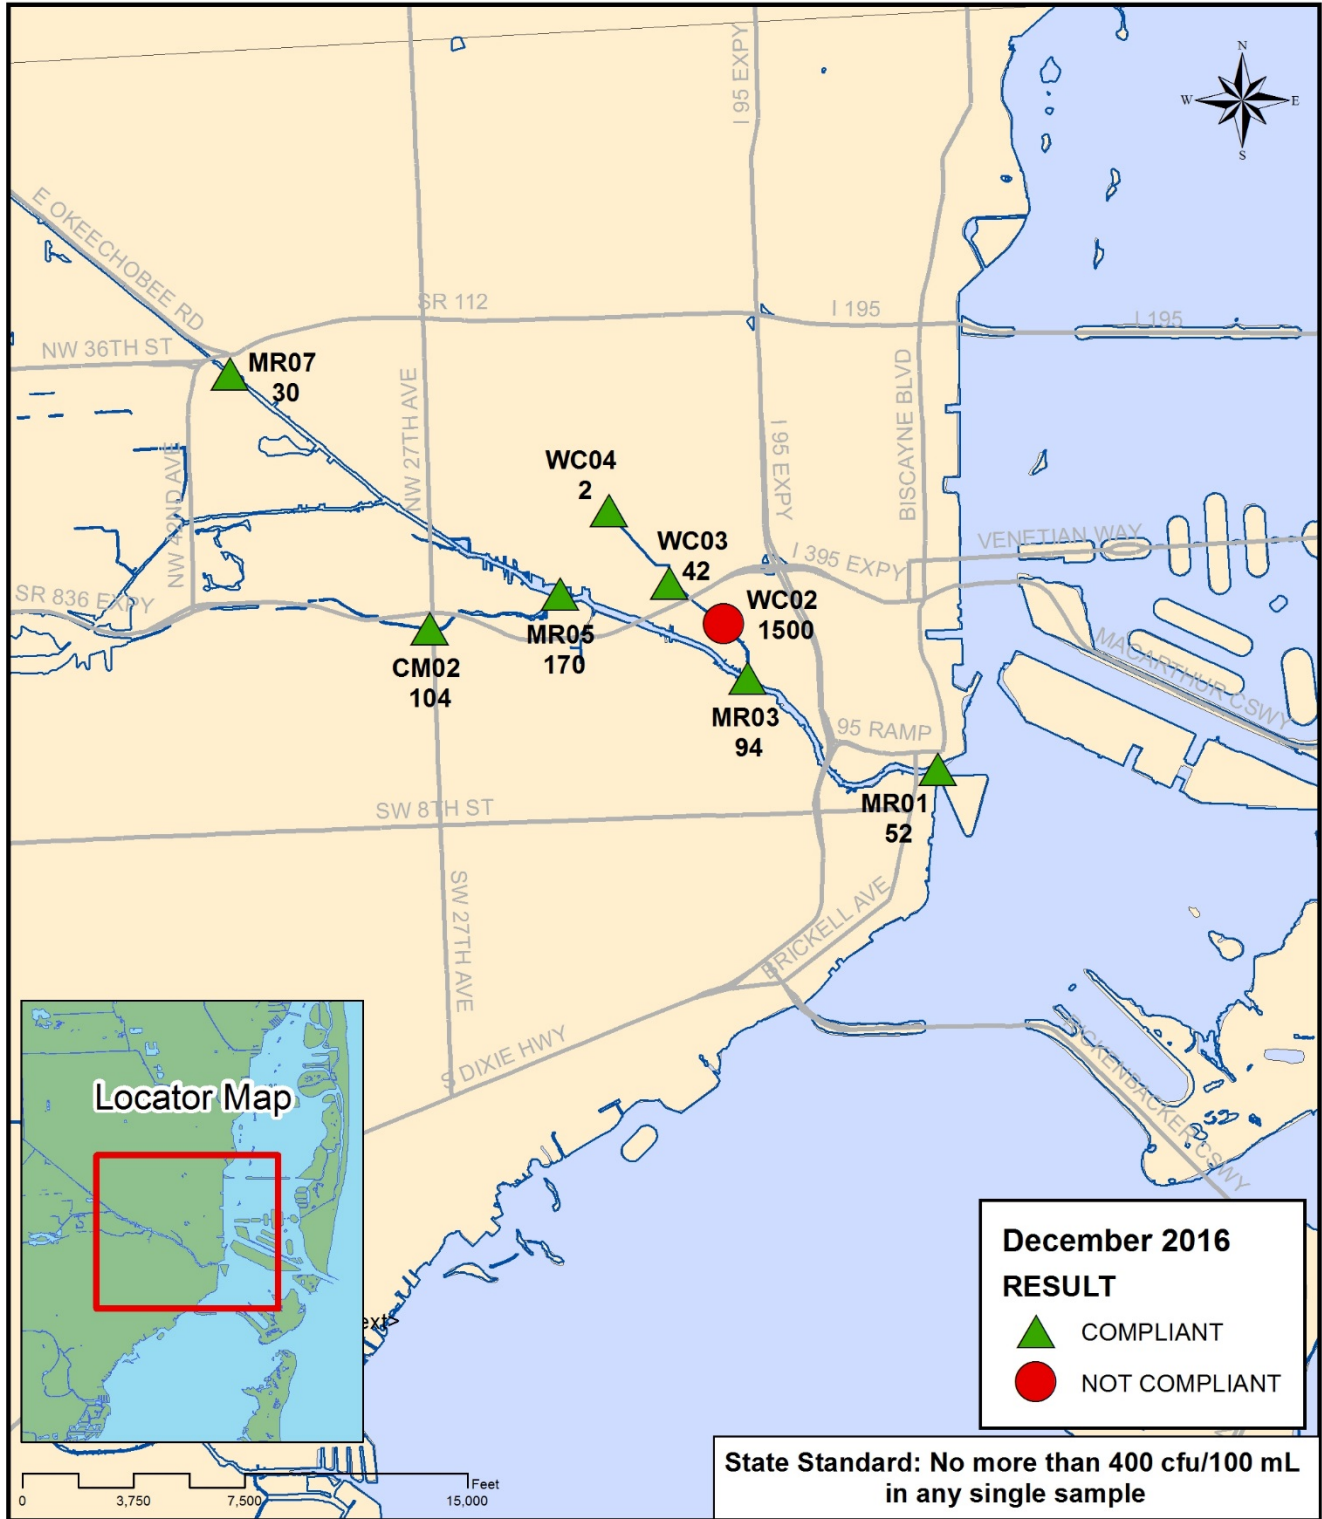 N
W E
S
I 95 EXPY
E OKEECHOBEE RD
SR 112
I 195
I 195
NW 36TH ST
MR07
30
NW 27TH AVE
BISCAYNE BLVD
I 95 EXPY
NW 42ND AVE
WC04
2
WC03
42
VENETIAN WAY
I 395 EXPY
SR 836 EXPY
WC02
1500
MR05
170
CM02
104
MACARTHUR CSWY
MR03
94
95 RAMP
MR01
52
SW 8TH ST
SW 27TH AVE
BRICKELL AVE
S DIXIE HWY
RICKENBACKER CSWY
Locator Map
ext>
December 2016
RESULT
COMPLIANT
NOT COMPLIANT
State Standard: No more than 400 cfu/100 mL
in any single sample
Feet
0 3,750 7,500 15,000